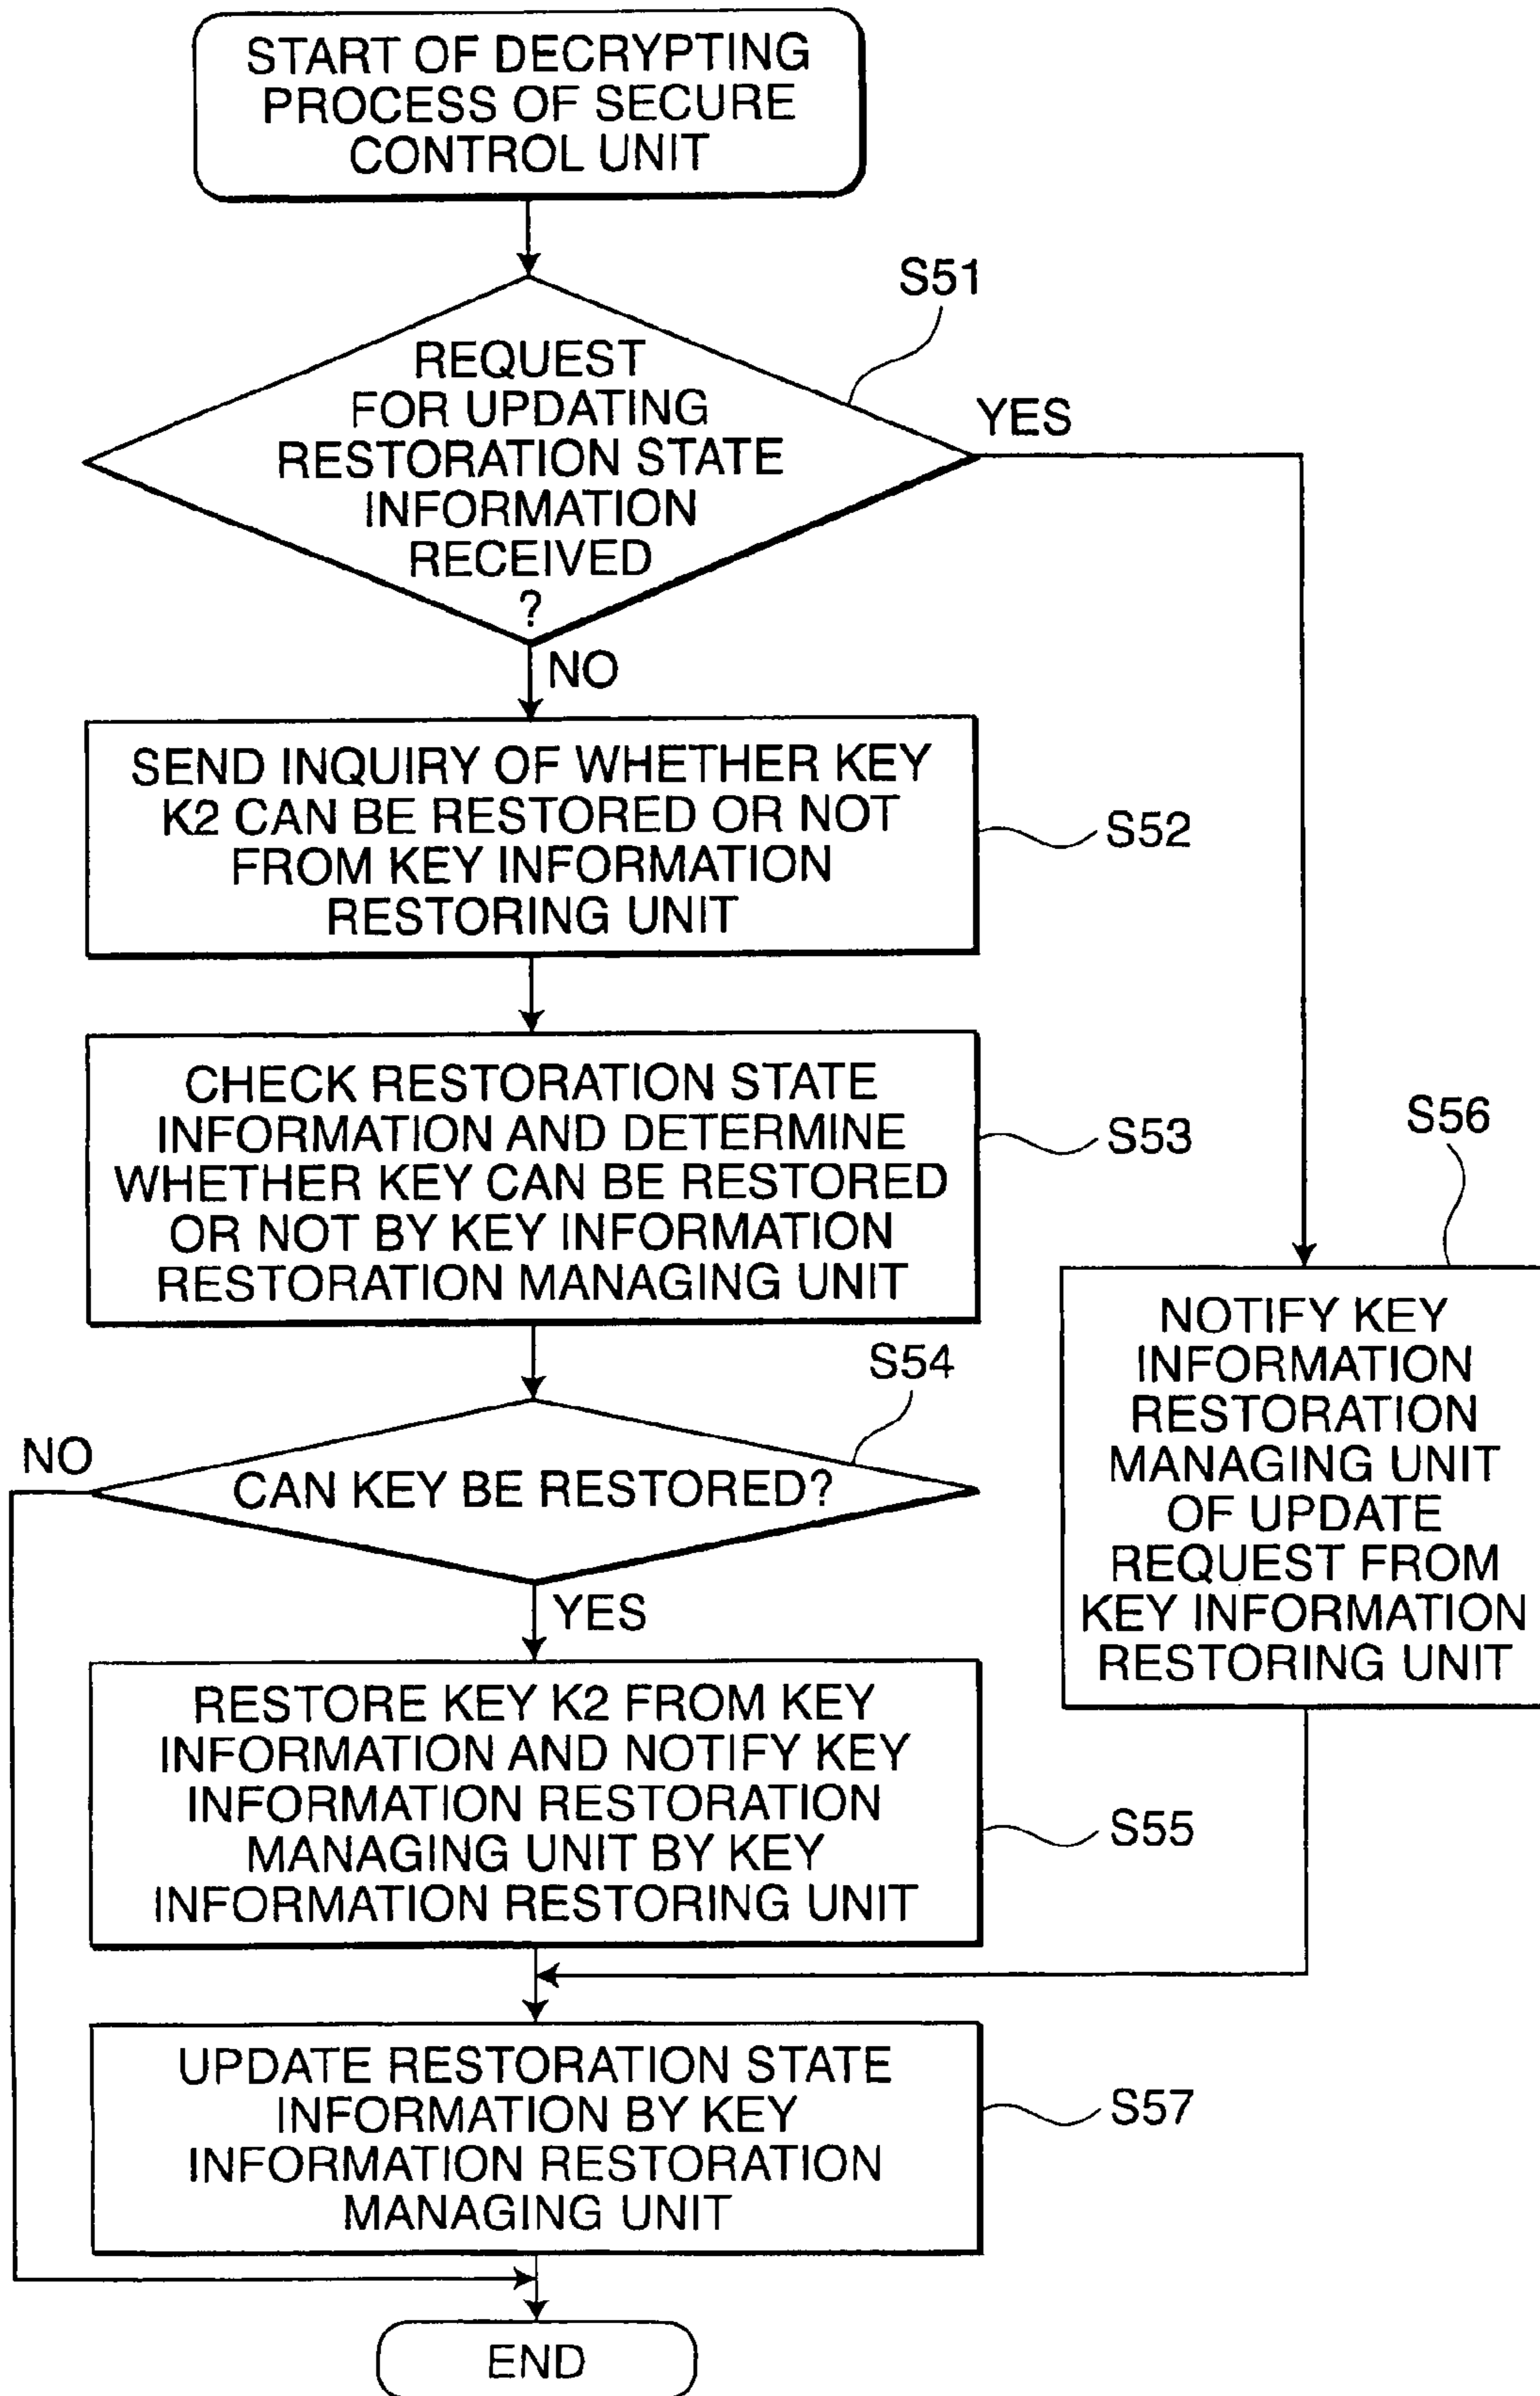 START OF DECRYPTING
PROCESS OF SECURE
CONTROL UNIT
S51
REQUEST
FOR UPDATING
RESTORATION STATE
INFORMATION
RECEIVED
?
YES
NO
SEND INQUIRY OF WHETHER KEY
K2 CAN BE RESTORED OR NOT
FROM KEY INFORMATION
RESTORING UNIT
S52
CHECK RESTORATION STATE
INFORMATION AND DETERMINE
WHETHER KEY CAN BE RESTORED
OR NOT BY KEY INFORMATION
RESTORATION MANAGING UNIT
S53
S56
NOTIFY KEY
INFORMATION
RESTORATION
MANAGING UNIT
OF UPDATE
REQUEST FROM
KEY INFORMATION
RESTORING UNIT
S54
NO
CAN KEY BE RESTORED?
YES
RESTORE KEY K2 FROM KEY
INFORMATION AND NOTIFY KEY
INFORMATION RESTORATION
MANAGING UNIT BY KEY
INFORMATION RESTORING UNIT
S55
UPDATE RESTORATION STATE
INFORMATION BY KEY
INFORMATION RESTORATION
MANAGING UNIT
S57
END